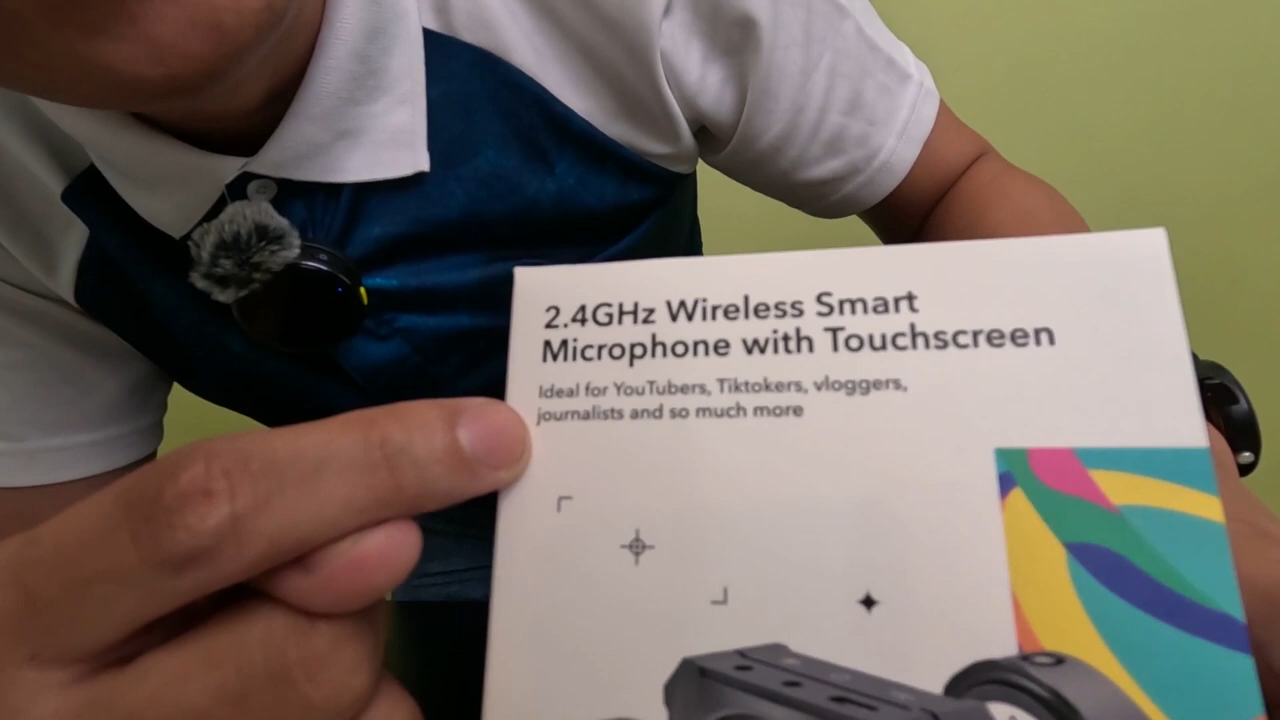 2.4GHz Wireless Smart
Microphone with Touchscreen
Ideal for YouTubers, Tiktokers, vloggers,
journalists and so much more